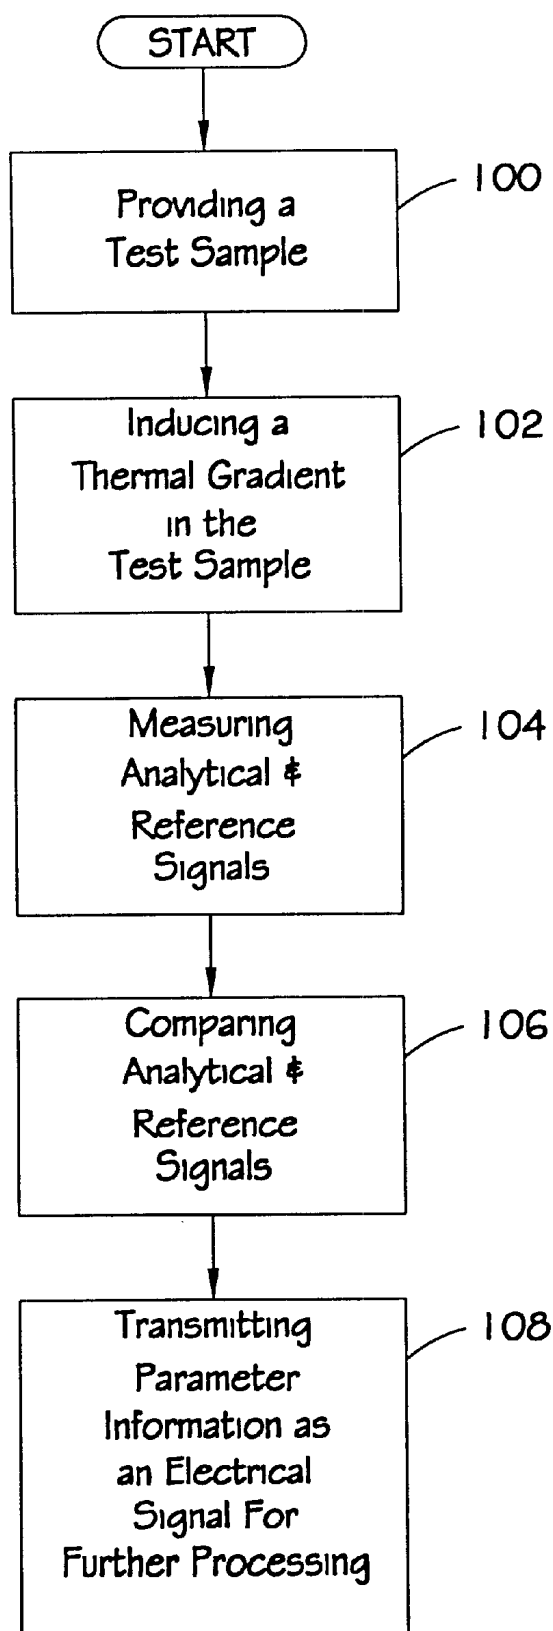 START
100
Providing a
Test Sample
102
Inducing a
Thermal Gradient
in the
Test Sample
104
Measuring
Analytical &
Reference
Signals
106
Comparing
Analytical &
Reference
Signals
108
Transmitting
Parameter
Information as
an Electrical
Signal For
Further Processing